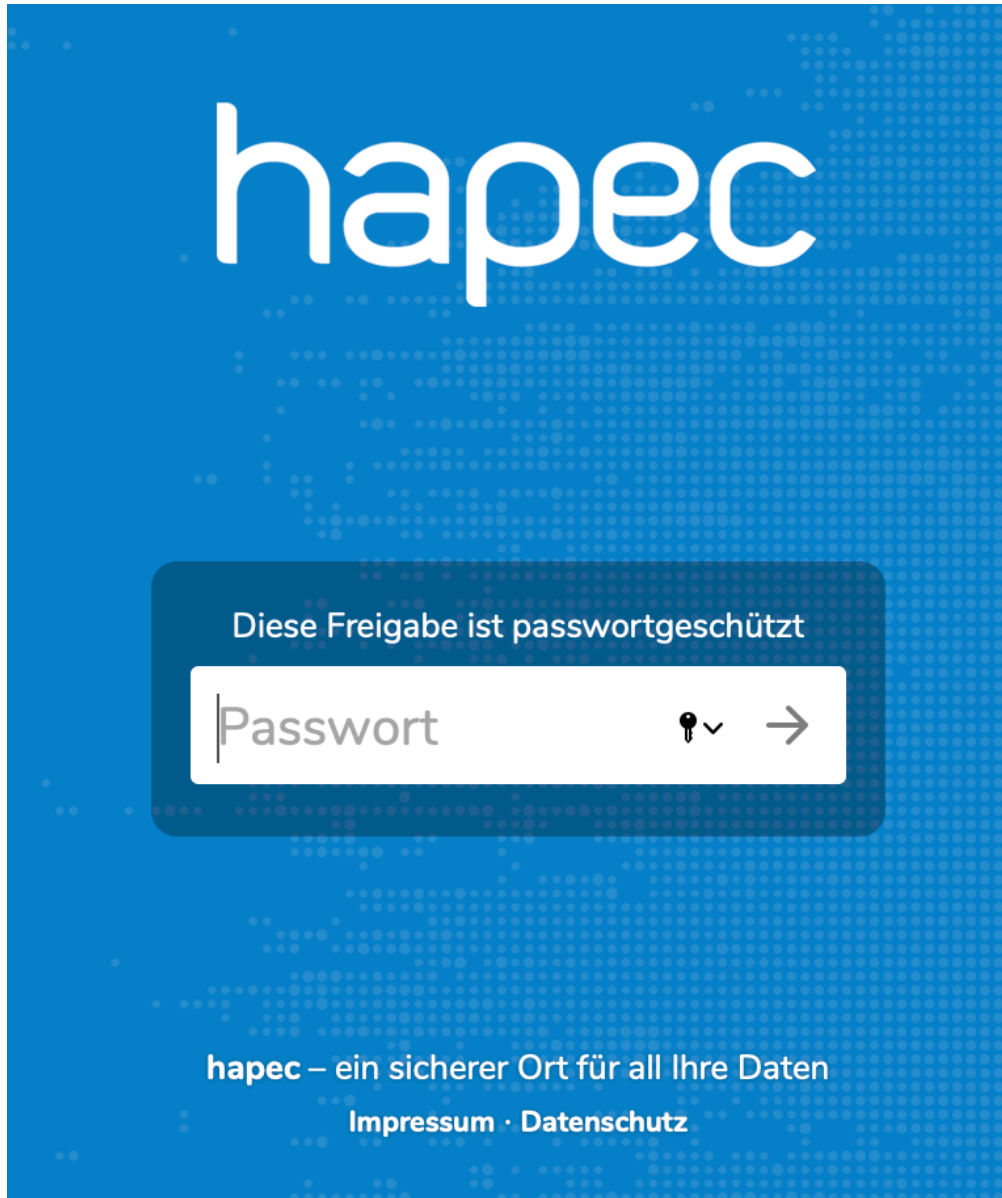 hapec
Diese Freigabe ist passwortgeschützt
Passwort
hapec – ein sicherer Ort für all Ihre Daten
Impressum · Datenschutz